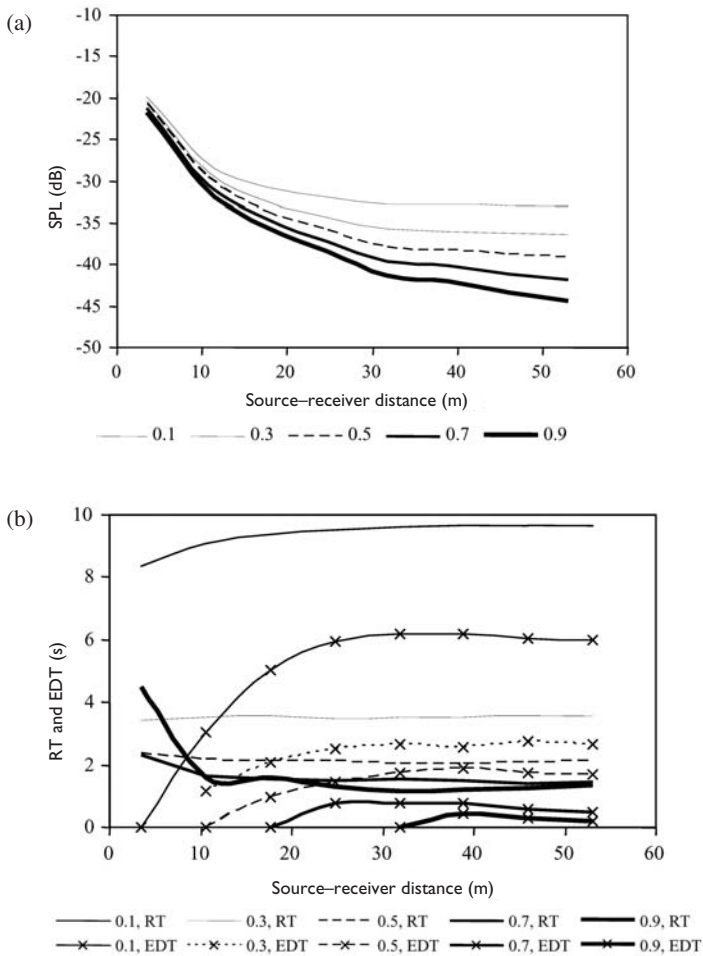 (a)
-10
-15
-20
-25
-30
-35
-40
-45
-50
SPL (dB)
0 10 20 30 40 50 60
Source–receiver distance (m)
0.1 0.3 0.5 0.7 0.9
(b)
10
8
6
4
2
0
RT and EDT (s)
0 10 20 30 40 50 60
Source–receiver distance (m)
0.1, RT 0.3, RT 0.5, RT 0.7, RT 0.9, RT
0.1, EDT 0.3, EDT 0.5, EDT 0.7, EDT 0.9, EDT